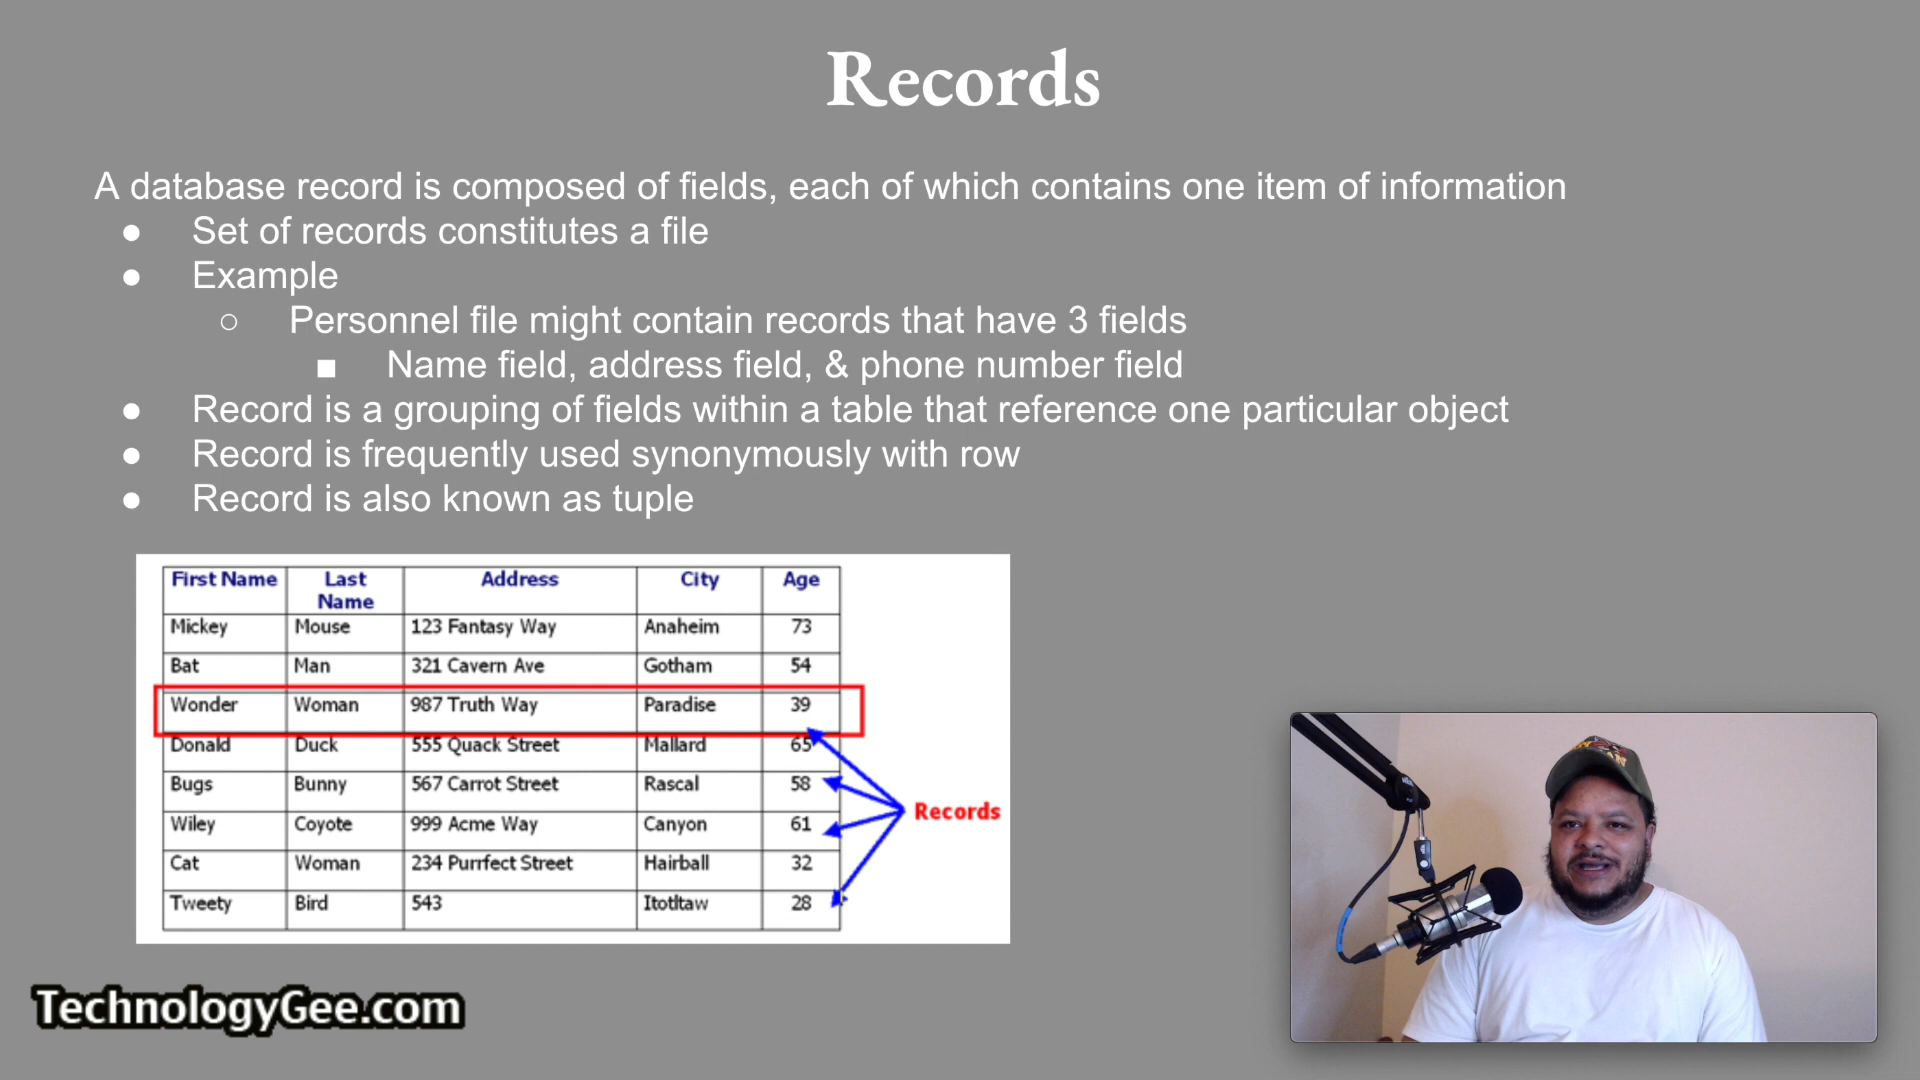 Records
A database record is composed of fields, each of which contains one item of information
● Set of records constitutes a file
● Example
○ Personnel file might contain records that have 3 fields
■ Name field, address field, & phone number field
● Record is a grouping of fields within a table that reference one particular object
● Record is frequently used synonymously with row
● Record is also known as tuple
First Name Last Name Address City Age
Mickey Mouse 123 Fantasy Way Anaheim 73
Bat Man 321 Cavern Ave Gotham 54
Wonder Woman 987 Truth Way Paradise 39
Donald Duck 555 Quack Street Mallard 65
Bugs Bunny 567 Carrot Street Rascal 58
Wiley Coyote 999 Acme Way Canyon 61
Cat Woman 234 Purrfect Street Hairball 32
Tweety Bird 543 Itotltaw 28
Records
TechnologyGee.com